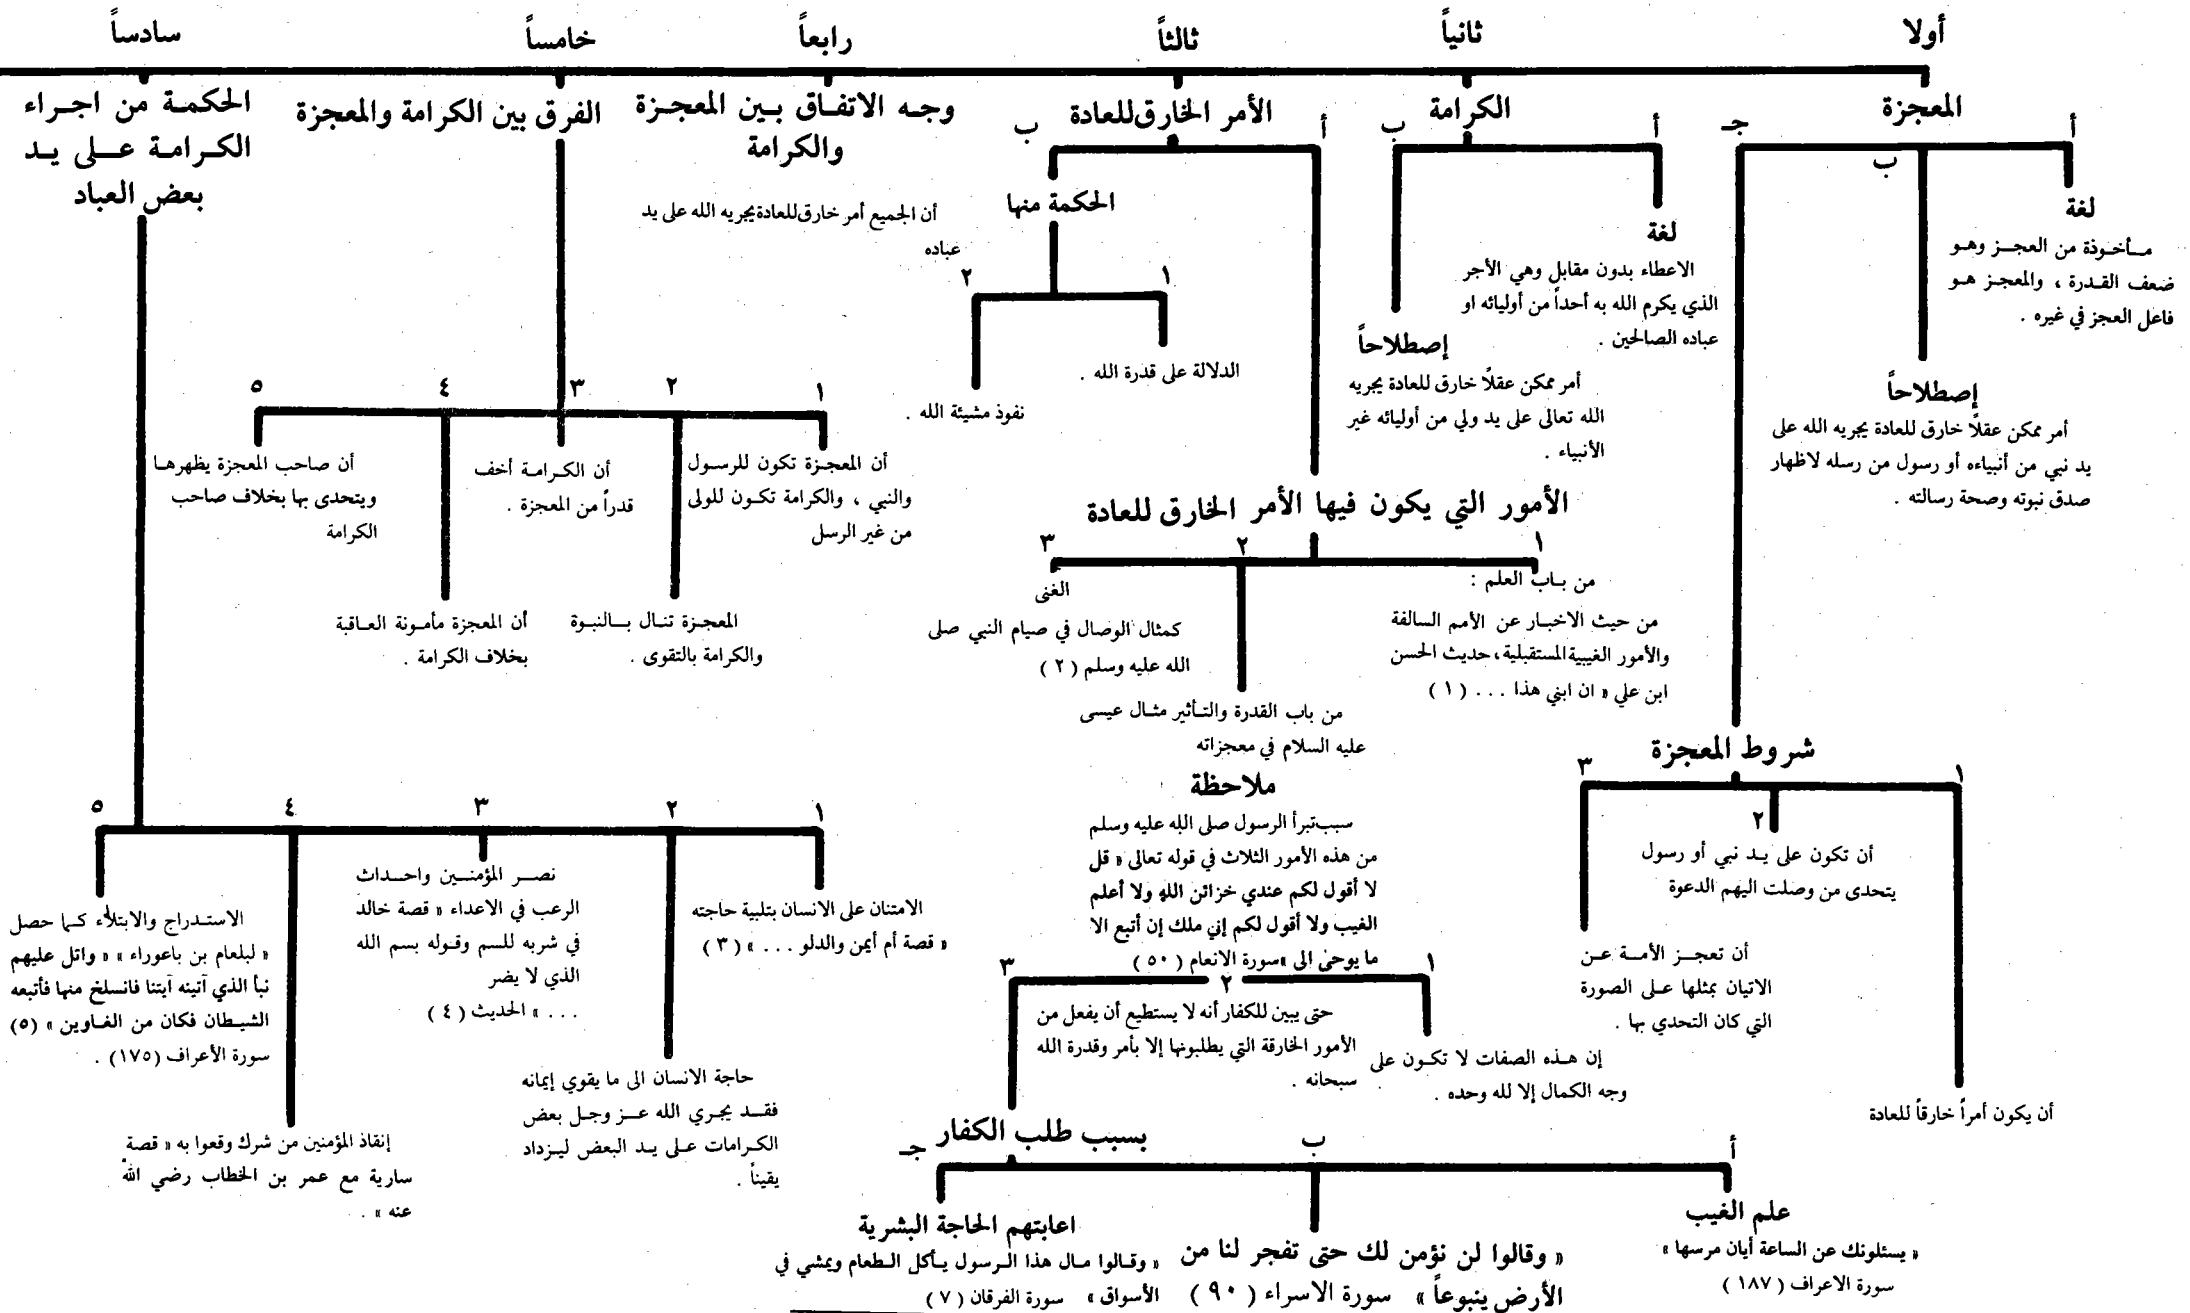 أولا
ثانياً
ثالثاً
رابعاً
خامساً
سادساً
المعجزة
أ
ب
جـ
لغة
مـأخـوذة من العجـز وهـو
ضعف القدرة ، والمعجـز هـو
فاعل العجز في غيره .
إصطلاحاً
أمر ممكن عقلًا خارق للعادة يجريه الله على
يد نبي من أنبياءه أو رسول من رسله لاظهار
صدق نبوته وصحة رسالته .
شروط المعجزة
١
٢
٣
أن يكون أمراً خارقاً للعادة
أن تكون على يـد نبي أو رسول
يتحدى من وصلت اليهم الدعوة
أن تعجـز الأمـة عـن
الاتيان بمثلها على الصورة
التي كان التحدي بها .
الكرامة
أ
ب
لغة
الاعطاء بدون مقابل وهي الأجر
الذي يكرم الله به أحداً من أوليائه او
عباده الصالحين .
إصطلاحاً
أمر ممكن عقلًا خارق للعادة يجريه
الله تعالى على يد ولي من أوليائه غير
الأنبياء .
الأمر الخارق للعادة
أ
ب
الحكمة منها
١
٢
الدلالة على قدرة الله .
نفوذ مشيئة الله .
الأمور التي يكون فيها الأمر الخارق للعادة
١
٢
٣
من بـاب العلم :
من حيث الاخبـار عن الأمم السالفة
والأمور الغيبية المستقبلية ، حديث الحسن
ابن علي « ان ابني هذا . . . ( ١ )
من باب القدرة والتـأثير مثـال عيسى
عليه السلام في معجزاته
الغنى
كمثال الوصال في صيام النبي صلى
الله عليه وسلم ( ٢ )
ملاحظة
سبب تبرأ الرسول صلى الله عليه وسلم
من هذه الأمور الثلاث في قوله تعالى « قل
لا أقول لكم عندي خزائن الله ولا أعلم
الغيب ولا أقول لكم إني ملك إن أتبع الا
ما يوحىٰ الى » سورة الانعام ( ٥٠ )
١
٢
٣
إن هـذه الصفات لا تكـون على
وجه الكمال إلا لله وحده .
حتى يبين للكفار أنه لا يستطيع أن يفعل من
الأمور الخارقة التي يطلبونها إلا بأمر وقدرة الله
سبحانه .
بسبب طلب الكفار
أ
ب
جـ
علم الغيب
« يسئلونك عن الساعة أيان مرسها »
سورة الاعراف ( ١٨٧ )
« وقالوا لن نؤمن لك حتى تفجر لنا من
الأرض ينبوعاً » سورة الاسراء ( ٩٠ )
اعابتهم الحاجة البشرية
« وقـالوا مـال هذا الـرسول يـأكل الـطعام ويمشي في
الأسواق » سورة الفرقان ( ٧ )
وجـه الاتفـاق بـين المعجـزة
والكرامة
أن الجميع أمر خارق للعادة يجريه الله على يد
عباده
الفرق بين الكرامة والمعجزة
١
٢
٣
٤
٥
أن المعجـزة تكون للرسـول
والنبي ، والكرامة تكـون للولى
من غير الرسل
المعجـزة تنـال بـالنبـوة
والكرامة بالتقوى .
أن الكـرامـة أخف
قدراً من المعجزة .
أن المعجزة مأمـونة العـاقبة
بخلاف الكرامة .
أن صاحب المعجزة يظهرهـا
ويتحدى بها بخلاف صاحب
الكرامة
الحكمـة من اجـراء
الكـرامـة عـلى يـد
بعض العباد
١
٢
٣
٤
٥
الامتنان على الانسان بتلبية حاجته
« قصة أم أيمن والدلو . . . » ( ٣ )
حاجة الانسان الى ما يقوي إيمانه
فقـد يجـري الله عـز وجـل بعض
الكـرامات عـلى يـد البعض ليـزداد
يقيناً .
نصـر المؤمنـين واحـداث
الرعب في الاعداء « قصة خالد
في شربه للسم وقوله بسم الله
الذي لا يضر
. . . » الحديث ( ٤ )
إنقاذ المؤمنين من شرك وقعوا به « قصة
سارية مع عمر بن الخطاب رضي الله
عنه » .
الاستـدراج والابتلاء كـما حصل
« لبلعام بن باعوراء » « واتل عليهم
نبأ الذي آتينه آيتنا فانسلخ منها فأتبعه
الشيـطان فكان من الغـاوين » (٥)
سورة الأعراف (١٧٥) .